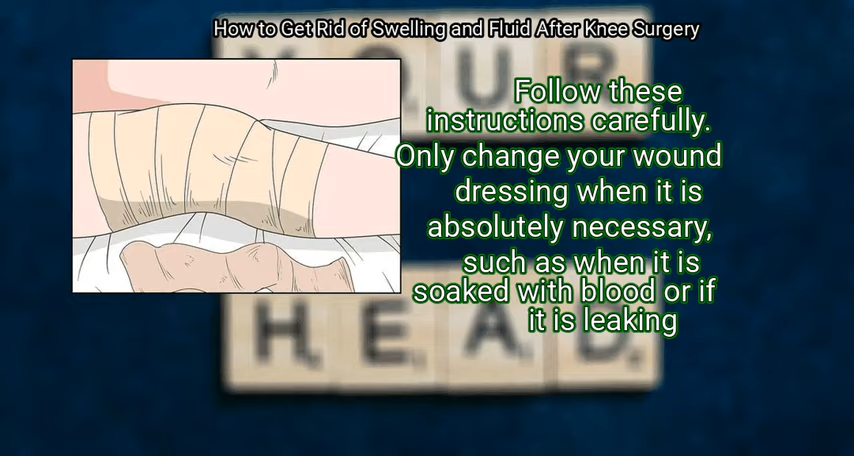 How to Get Rid of Swelling and Fluid After Knee Surgery
Follow these
instructions carefully.
Only change your wound
dressing when it is
absolutely necessary,
such as when it is
soaked with blood or if
it is leaking
YOUR
HEAD